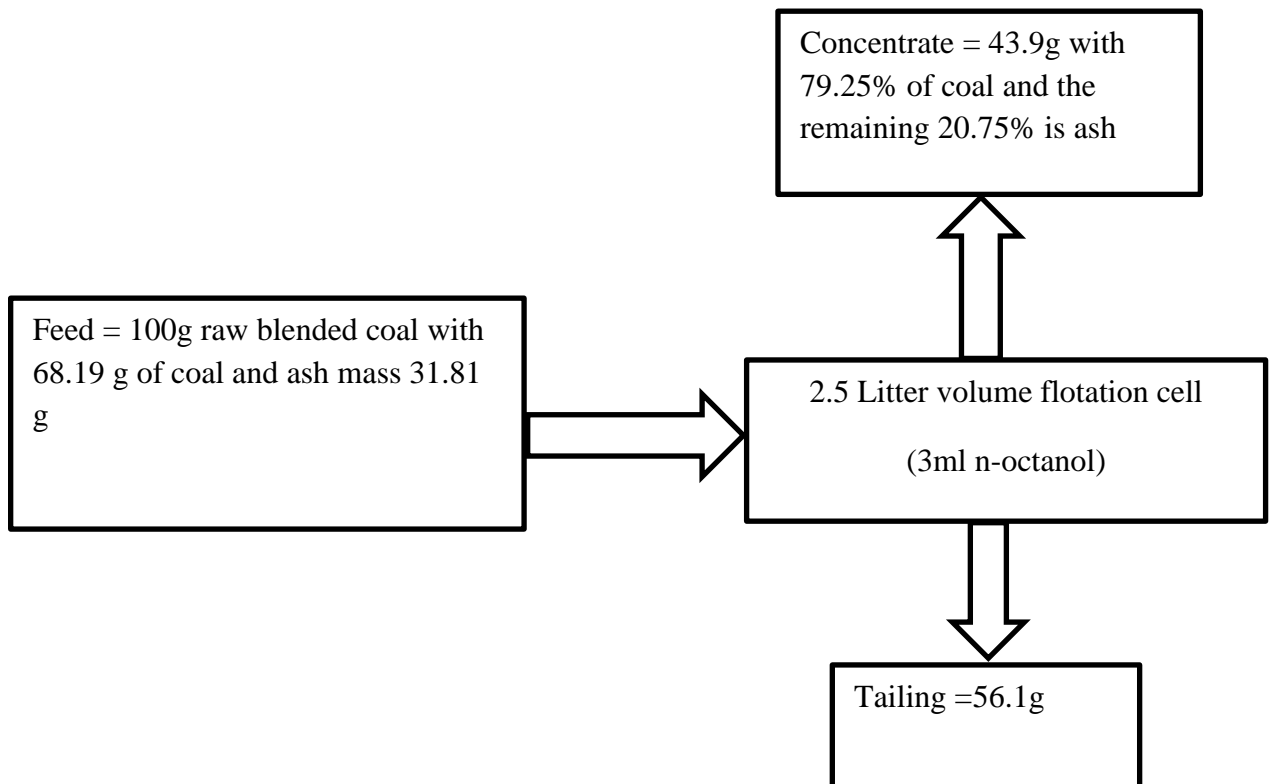 Concentrate = 43.9g with
79.25% of coal and the
remaining 20.75% is ash
Feed = 100g raw blended coal with
68.19 g of coal and ash mass 31.81
g
2.5 Litter volume flotation cell
(3ml n-octanol)
Tailing =56.1g